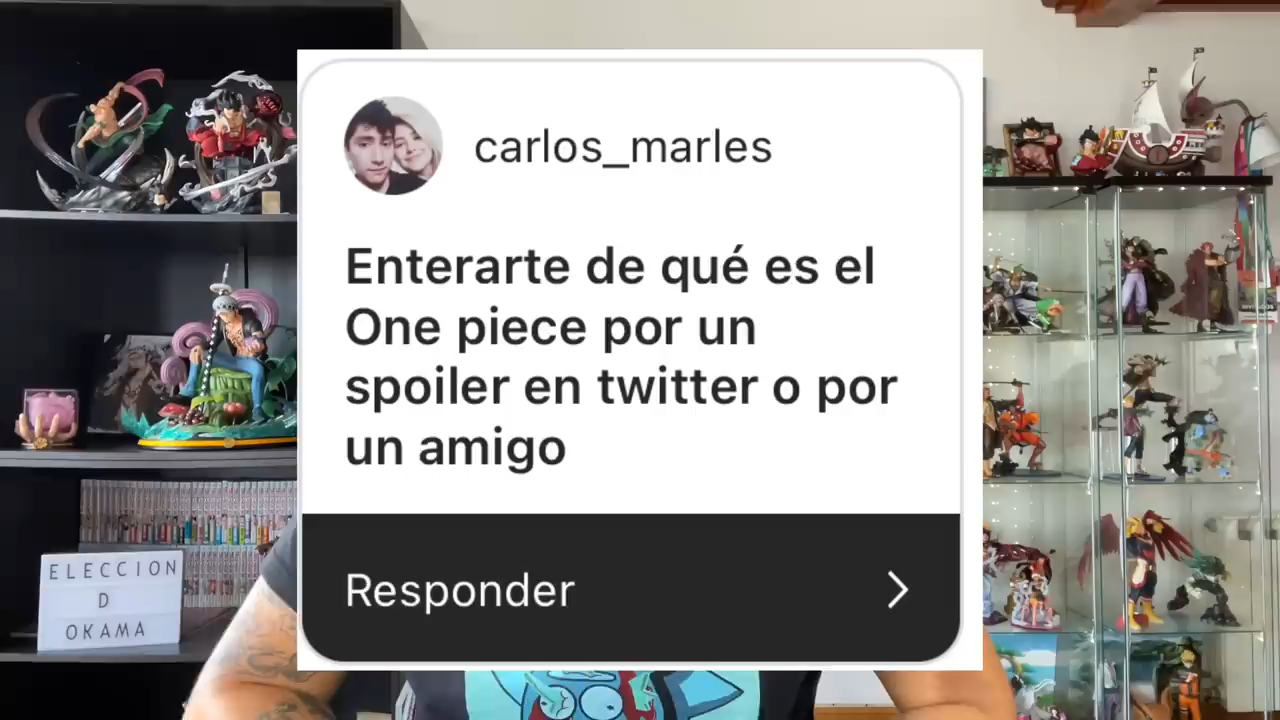 carlos_marles
Enterarte de qué es el
One piece por un
spoiler en twitter o por
un amigo
Responder
ELECCION
D
OKAMA